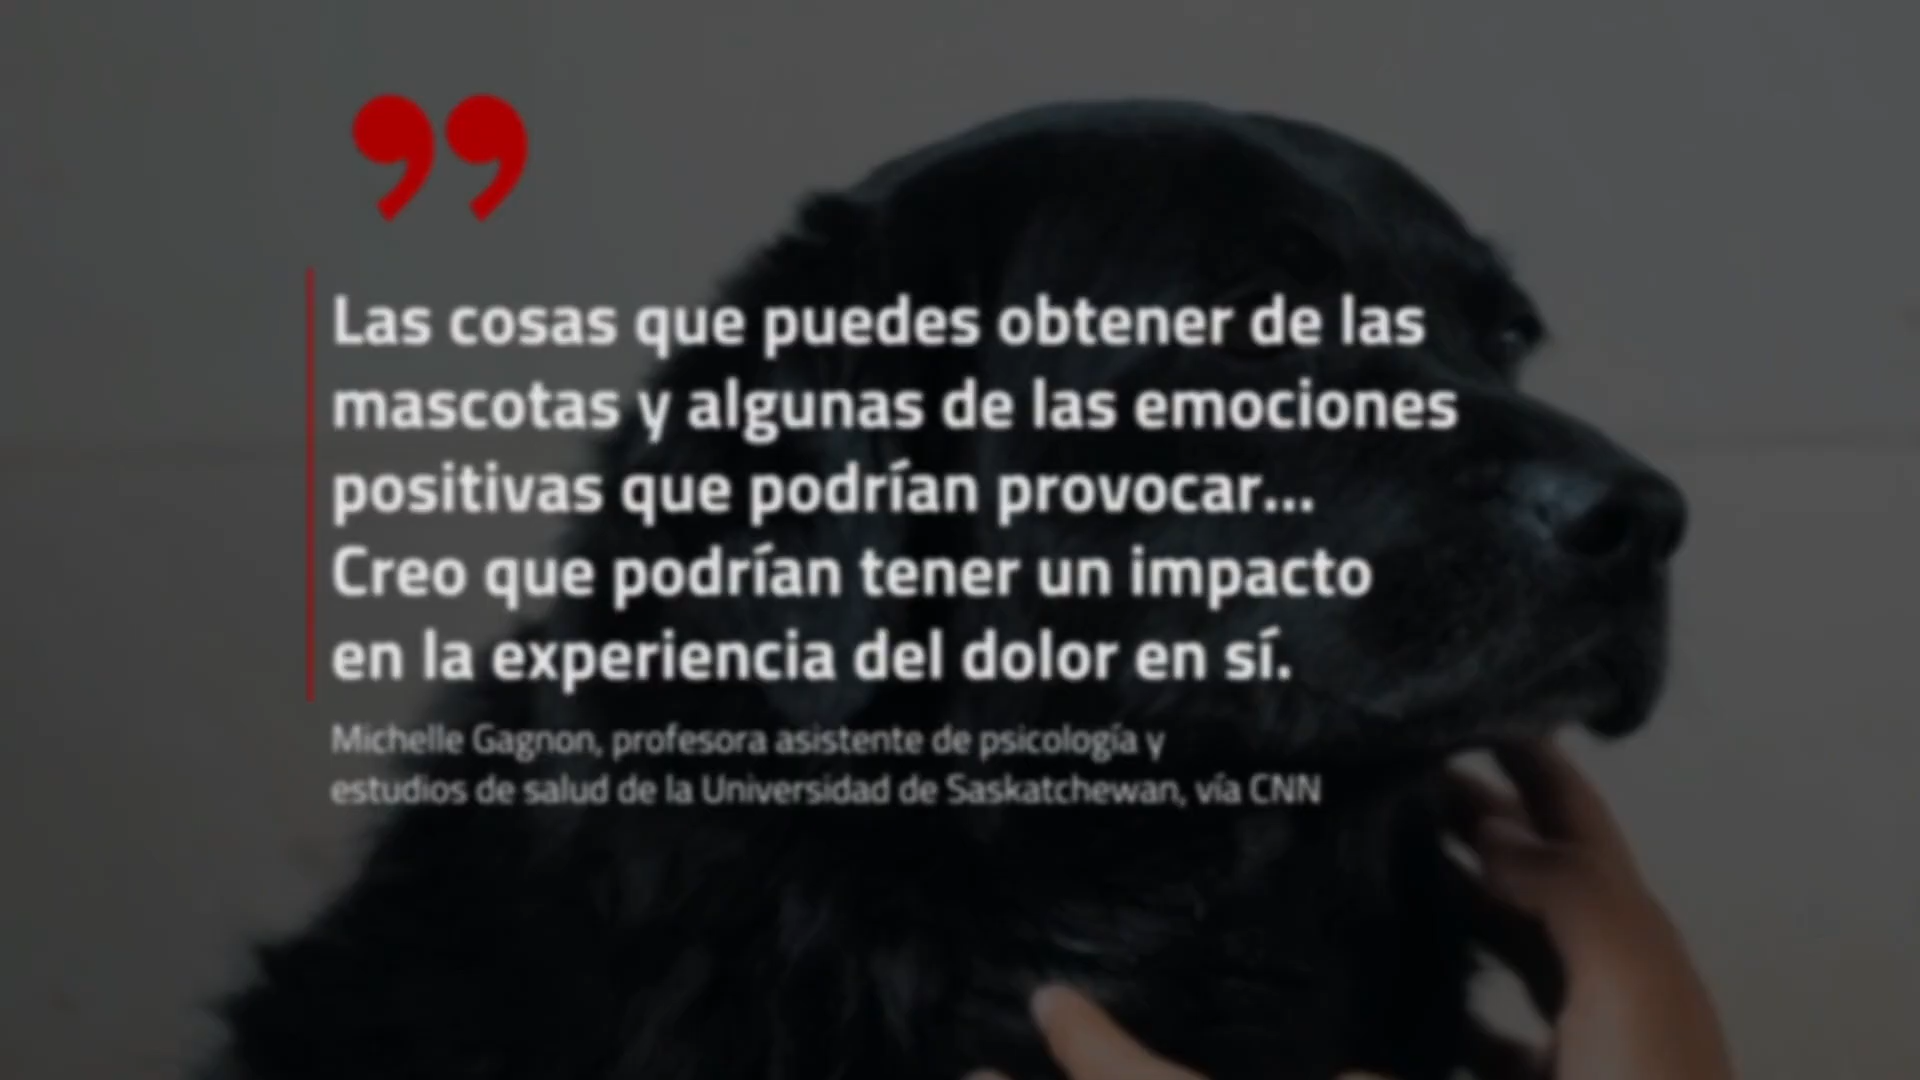 ”
Las cosas que puedes obtener de las
mascotas y algunas de las emociones
positivas que podrían provocar...
Creo que podrían tener un impacto
en la experiencia del dolor en sí.
Michelle Gagnon, profesora asistente de psicología y
estudios de salud de la Universidad de Saskatchewan, vía CNN